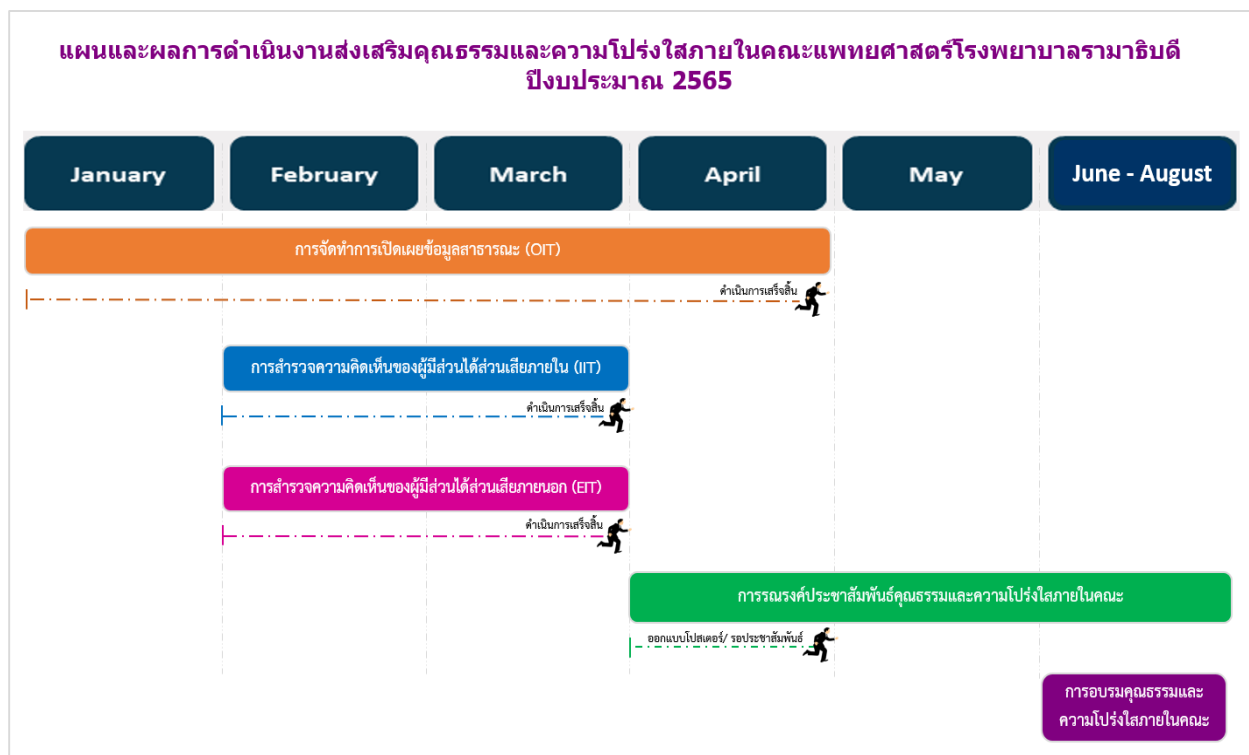 แผนและผลการดำเนินงานส่งเสริมคุณธรรมและความโปร่งใสภายในคณะแพทยศาสตร์โรงพยาบาลรามาธิบดี
ปีงบประมาณ 2565
January February March April May June - August
การจัดทำการเปิดเผยข้อมูลสาธารณะ (OIT)
ดำเนินการเสร็จสิ้น
การสำรวจความคิดเห็นของผู้มีส่วนได้ส่วนเสียภายใน (IIT)
ดำเนินการเสร็จสิ้น
การสำรวจความคิดเห็นของผู้มีส่วนได้ส่วนเสียภายนอก (EIT)
ดำเนินการเสร็จสิ้น
การรณรงค์ประชาสัมพันธ์คุณธรรมและความโปร่งใสภายในคณะ
ออกแบบโปสเตอร์/ รอประชาสัมพันธ์
การอบรมคุณธรรมและ
ความโปร่งใสภายในคณะ